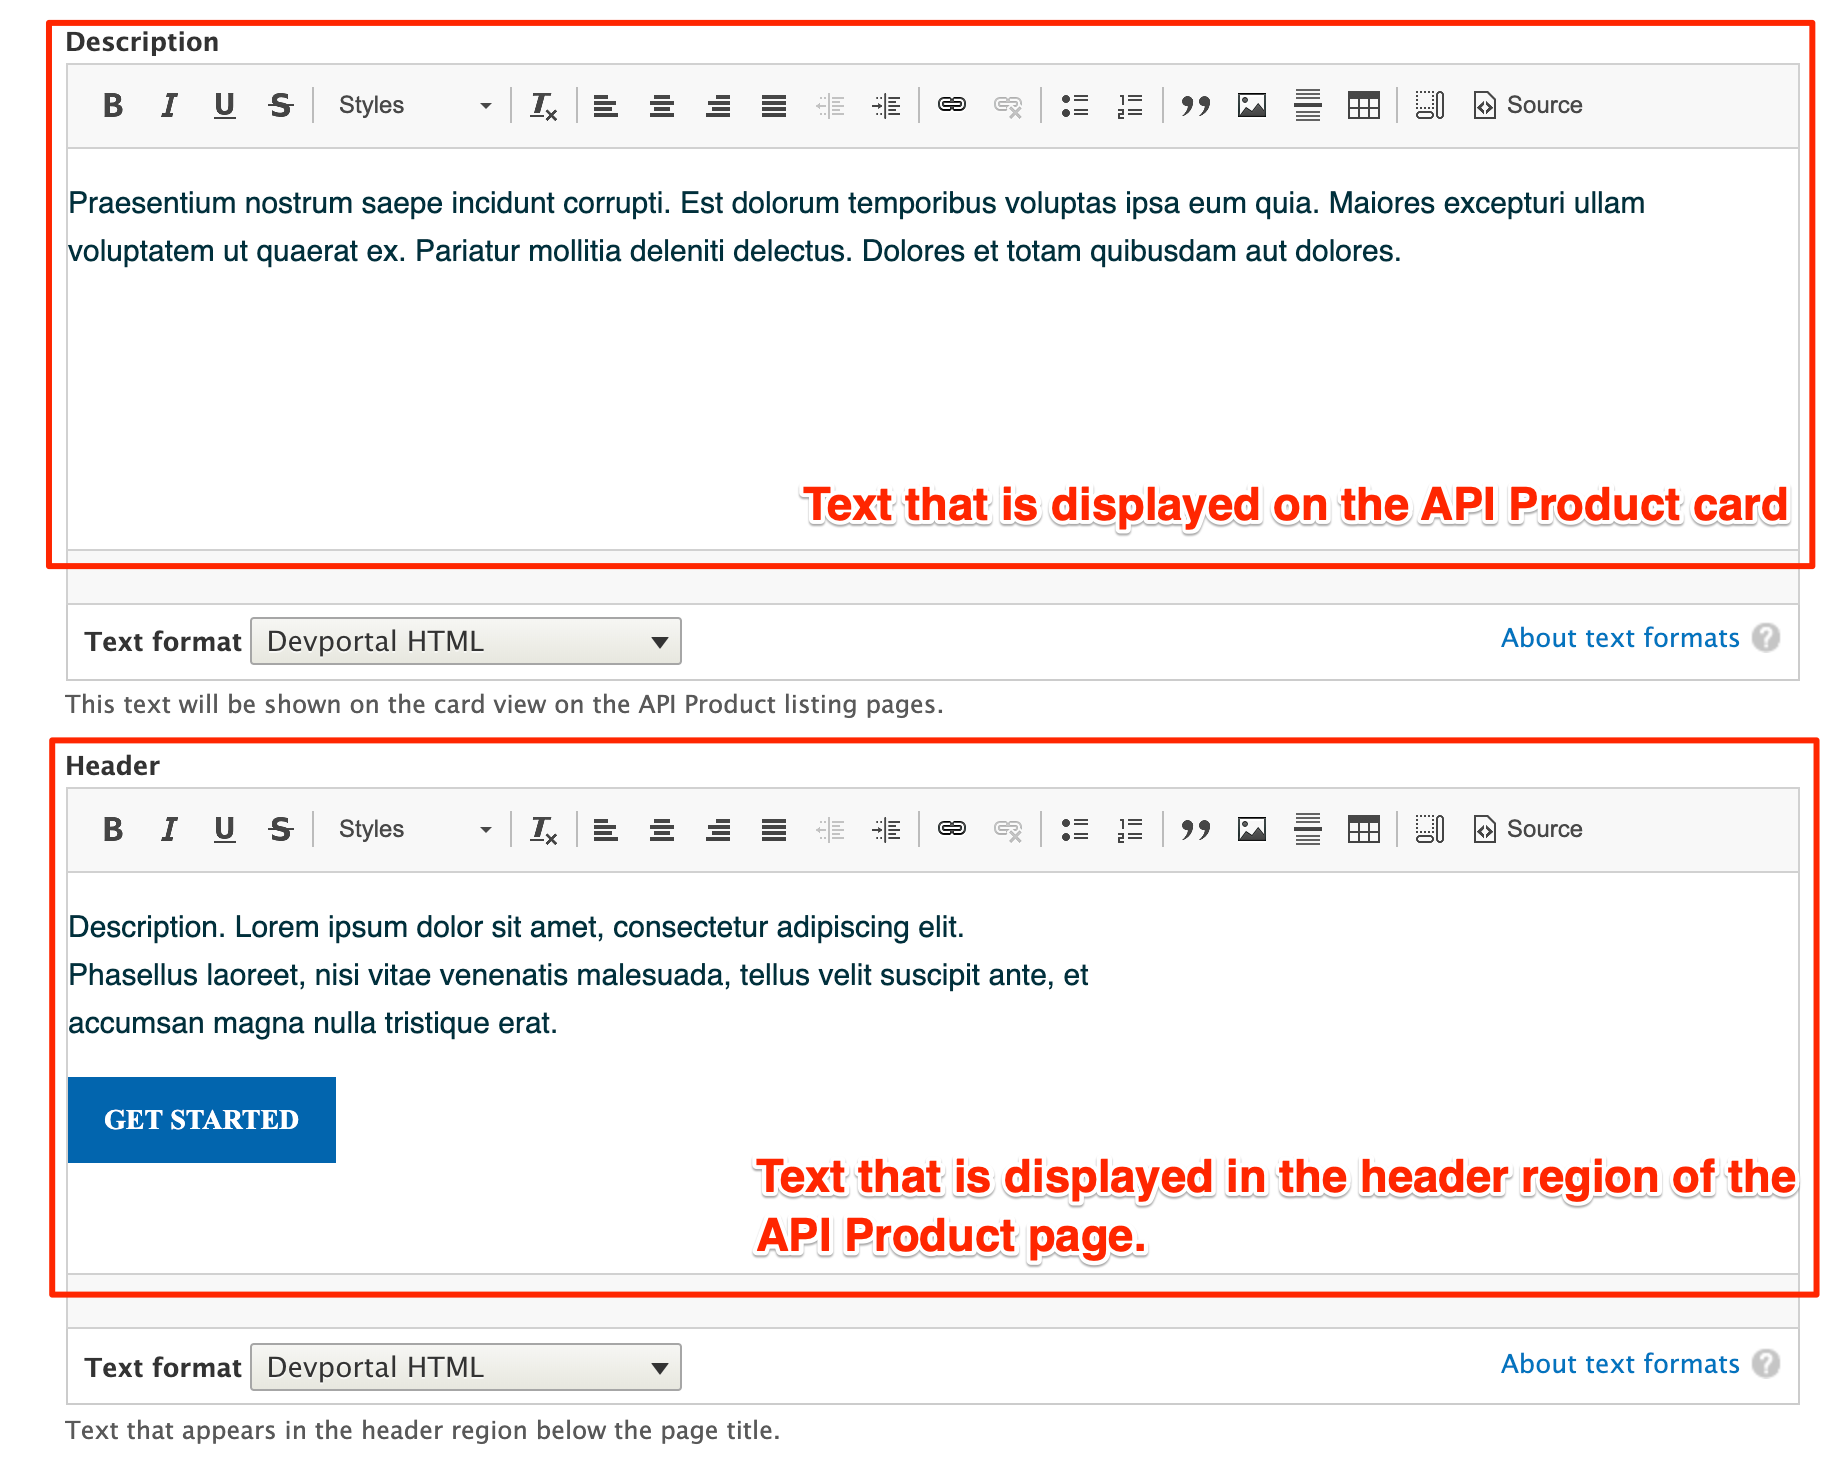 Description
B I U S Styles Tx Source
Praesentium nostrum saepe incidunt corrupti. Est dolorum temporibus voluptas ipsa eum quia. Maiores excepturi ullam
voluptatem ut quaerat ex. Pariatur mollitia deleniti delectus. Dolores et totam quibusdam aut dolores.
Text that is displayed on the API Product card
Text format Devportal HTML About text formats ?
This text will be shown on the card view on the API Product listing pages.
Header
B I U S Styles Tx Source
Description. Lorem ipsum dolor sit amet, consectetur adipiscing elit.
Phasellus laoreet, nisi vitae venenatis malesuada, tellus velit suscipit ante, et
accumsan magna nulla tristique erat.
GET STARTED
Text that is displayed in the header region of the
API Product page.
Text format Devportal HTML About text formats ?
Text that appears in the header region below the page title.